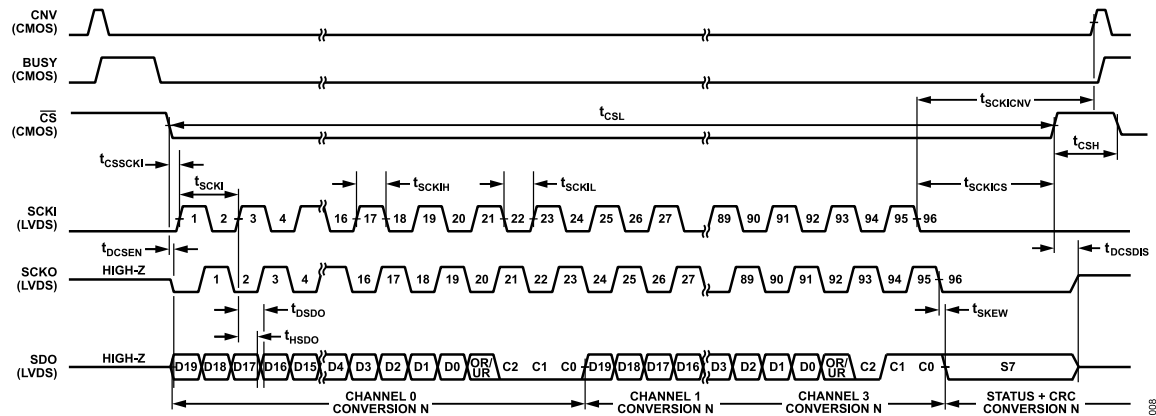 CNV
(CMOS)
BUSY
(CMOS)
CS
(CMOS)
tSCKICNV
tCSL
tCSH
tCSSCKI
tSCKI
tSCKIH
tSCKIL
tSCKICS
SCKI
(LVDS)
1 2 3 4 16 17 18 19 20 21 22 23 24 25 26 27 89 90 91 92 93 94 95 96
tDCSEN
tDCSDIS
SCKO
(LVDS)
HIGH-Z
1 2 3 4 16 17 18 19 20 21 22 23 24 25 26 27 89 90 91 92 93 94 95 96
tDSDO
tSKEW
tHSDO
SDO
(LVDS)
HIGH-Z
D19 D18 D17 D16 D15 D4 D3 D2 D1 D0 OR/UR C2 C1 C0 D19 D18 D17 D16 D3 D2 D1 D0 OR/UR C2 C1 C0 S7
CHANNEL 0
CONVERSION N
CHANNEL 1
CONVERSION N
CHANNEL 3
CONVERSION N
STATUS + CRC
CONVERSION N
008